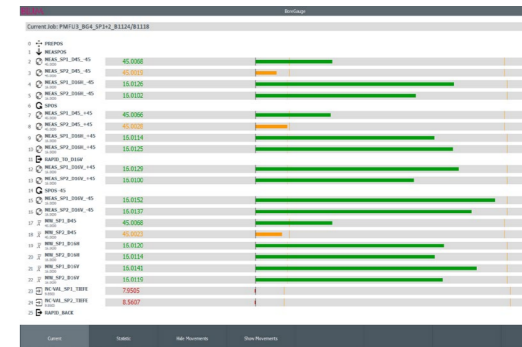 NovoGauge
Current Job: PWFU3_BG4_SP1+2_B1124/B1118
0 PREPOS
1 MEASPOS
2 MEAS_SP1_D45_-45 45.0068
3 MEAS_SP2_D45_-45 45.0018
4 MEAS_SP1_D16H_-45 16.0126
5 MEAS_SP2_D16H_-45 16.0102
6 SPOS
7 MEAS_SP1_D45_+45 45.0066
8 MEAS_SP2_D45_+45 45.0028
9 MEAS_SP1_D16H_+45 16.0114
10 MEAS_SP2_D16H_+45 16.0125
11 RAPID_TO_D16V
12 MEAS_SP1_D16V_+45 16.0129
13 MEAS_SP2_D16V_+45 16.0100
14 SPOS-45
15 MEAS_SP1_D16V_-45 16.0152
16 MEAS_SP2_D16V_-45 16.0137
17 MW_SP1_D45 45.0068
18 MW_SP2_D45 45.0023
19 MW_SP1_D16H 16.0120
20 MW_SP2_D16H 16.0114
21 MW_SP1_D16V 16.0141
22 MW_SP2_D16V 16.0119
23 NC-VAL_SP1_TIEFE 7.9505
24 NC-VAL_SP2_TIEFE 8.5607
25 RAPID_BACK
Current Statistic Hide Movements Show Movements